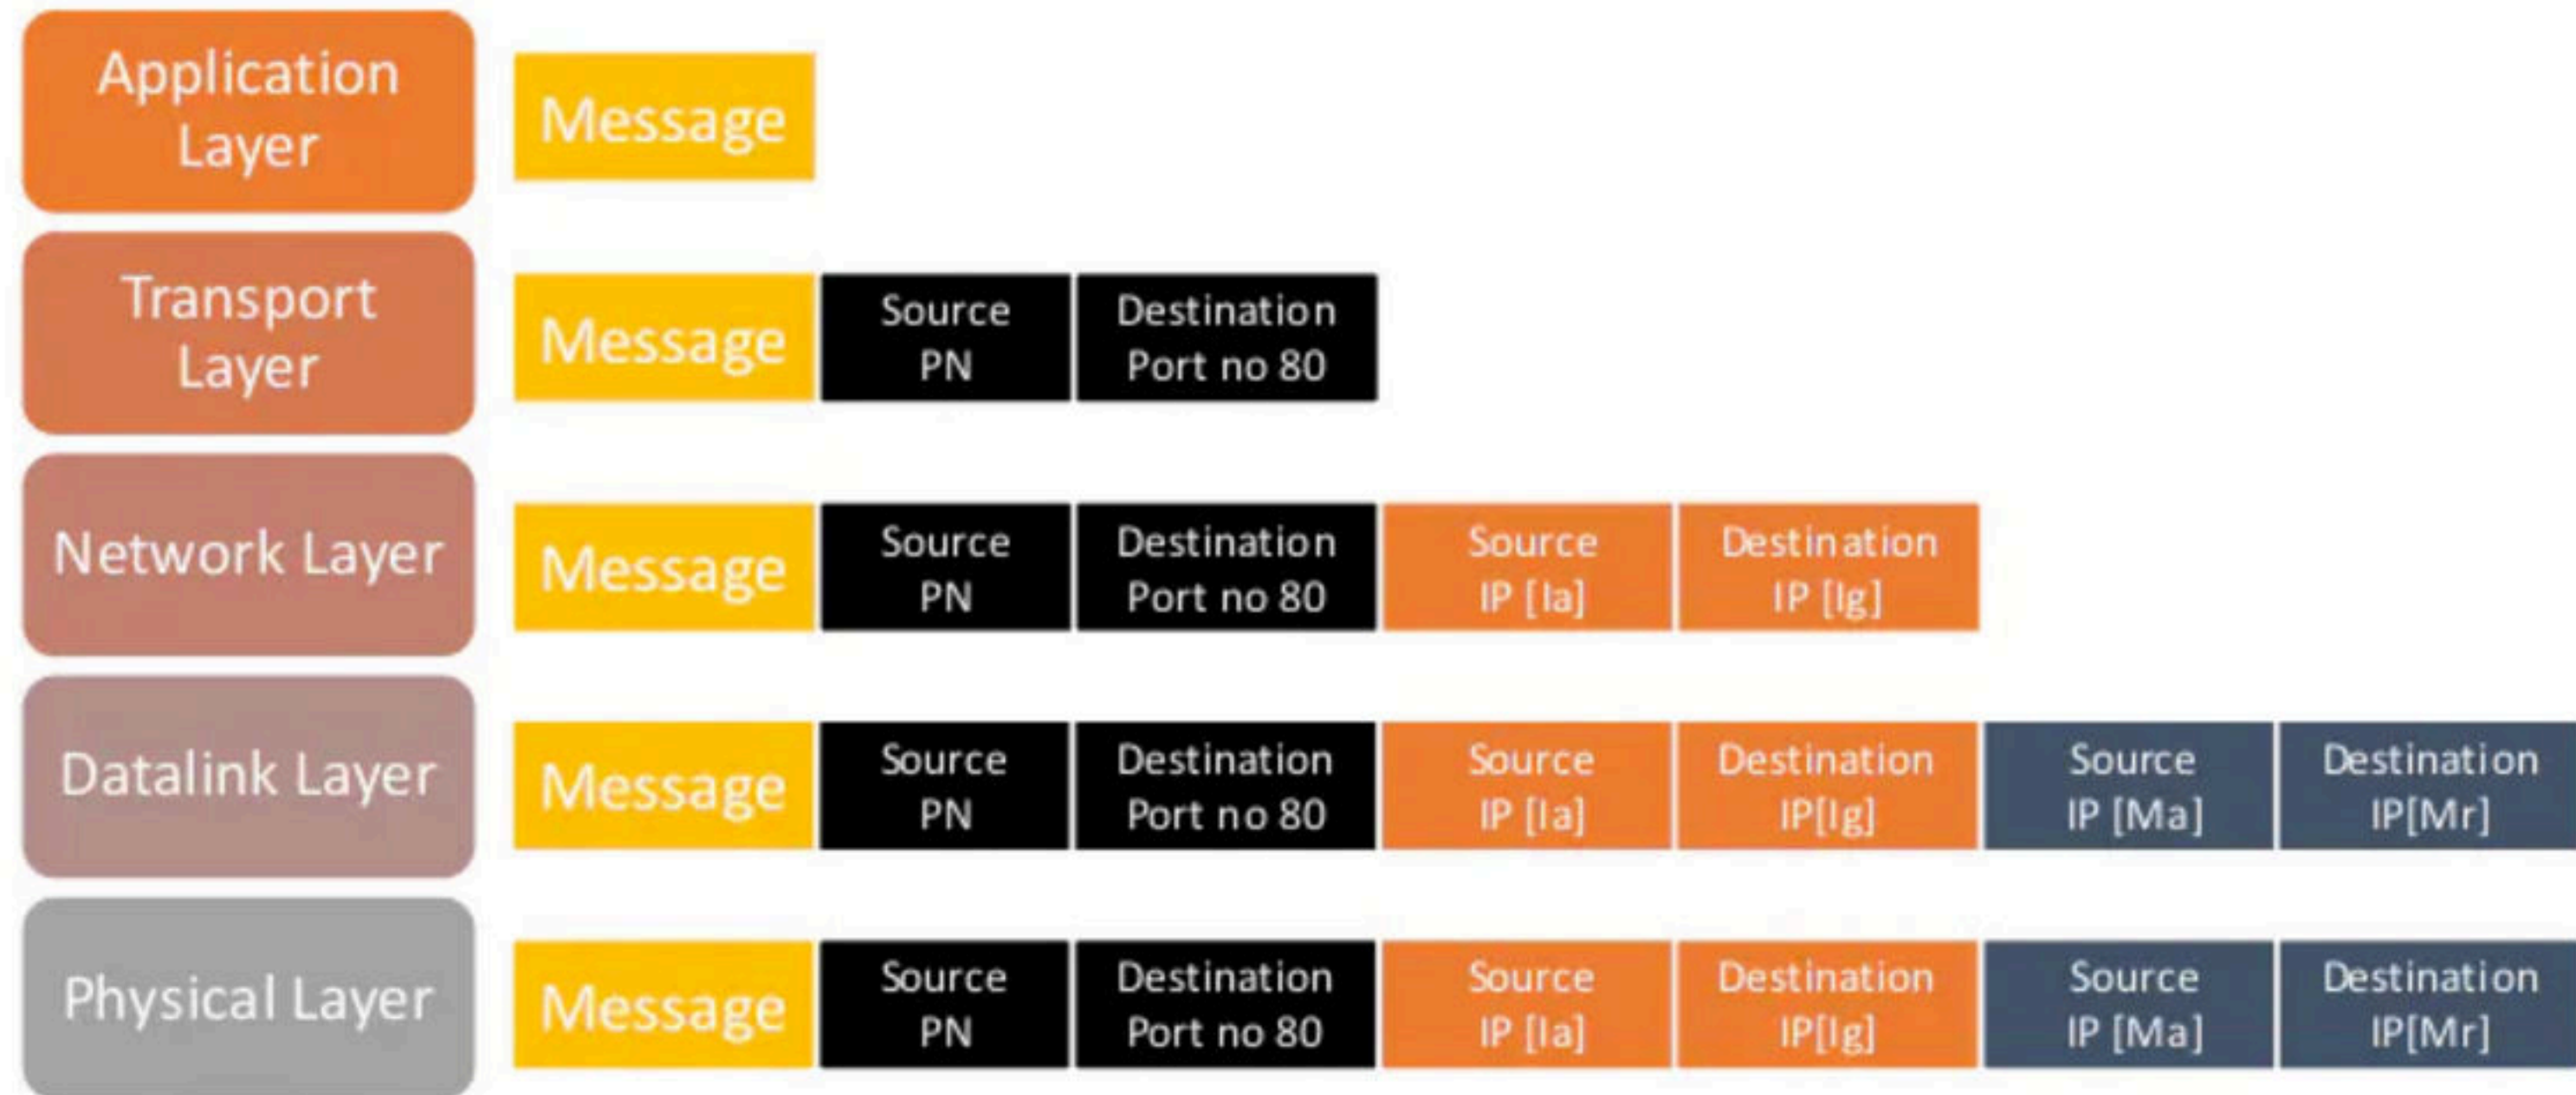 Application
Layer
Message
Transport
Layer
Message
Source
PN
Destination
Port no 80
Network Layer
Message
Source
PN
Destination
Port no 80
Source
IP [Ia]
Destination
IP [Ig]
Datalink Layer
Message
Source
PN
Destination
Port no 80
Source
IP [Ia]
Destination
IP[Ig]
Source
IP [Ma]
Destination
IP[Mr]
Physical Layer
Message
Source
PN
Destination
Port no 80
Source
IP [Ia]
Destination
IP[Ig]
Source
IP [Ma]
Destination
IP[Mr]